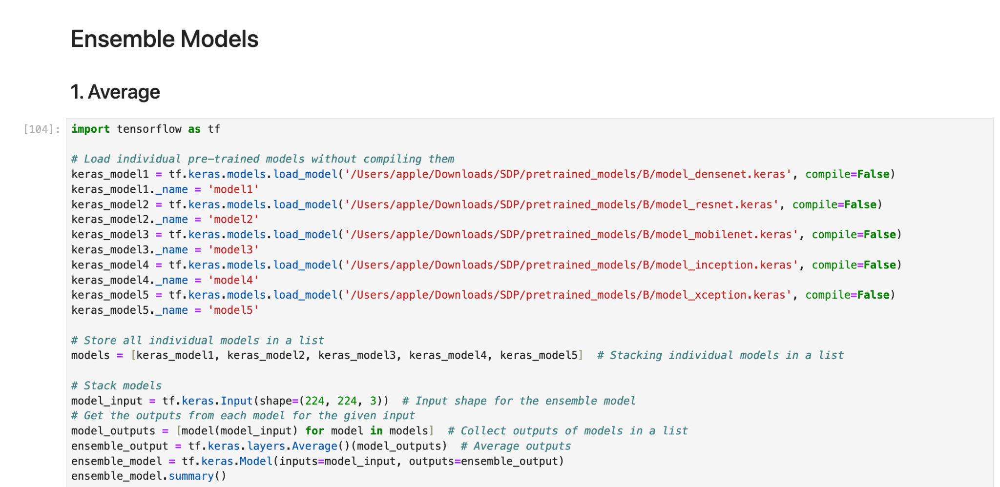 Ensemble Models
1. Average
[104]: import tensorflow as tf
# Load individual pre-trained models without compiling them
keras_model1 = tf.keras.models.load_model('/Users/apple/Downloads/SDP/pretrained_models/B/model_densenet.keras', compile=False)
keras_model1._name = 'model1'
keras_model2 = tf.keras.models.load_model('/Users/apple/Downloads/SDP/pretrained_models/B/model_resnet.keras', compile=False)
keras_model2._name = 'model2'
keras_model3 = tf.keras.models.load_model('/Users/apple/Downloads/SDP/pretrained_models/B/model_mobilenet.keras', compile=False)
keras_model3._name = 'model3'
keras_model4 = tf.keras.models.load_model('/Users/apple/Downloads/SDP/pretrained_models/B/model_inception.keras', compile=False)
keras_model4._name = 'model4'
keras_model5 = tf.keras.models.load_model('/Users/apple/Downloads/SDP/pretrained_models/B/model_xception.keras', compile=False)
keras_model5._name = 'model5'
# Store all individual models in a list
models = [keras_model1, keras_model2, keras_model3, keras_model4, keras_model5]  # Stacking individual models in a list
# Stack models
model_input = tf.keras.Input(shape=(224, 224, 3))  # Input shape for the ensemble model
# Get the outputs from each model for the given input
model_outputs = [model(model_input) for model in models]  # Collect outputs of models in a list
ensemble_output = tf.keras.layers.Average()(model_outputs)  # Average outputs
ensemble_model = tf.keras.Model(inputs=model_input, outputs=ensemble_output)
ensemble_model.summary()